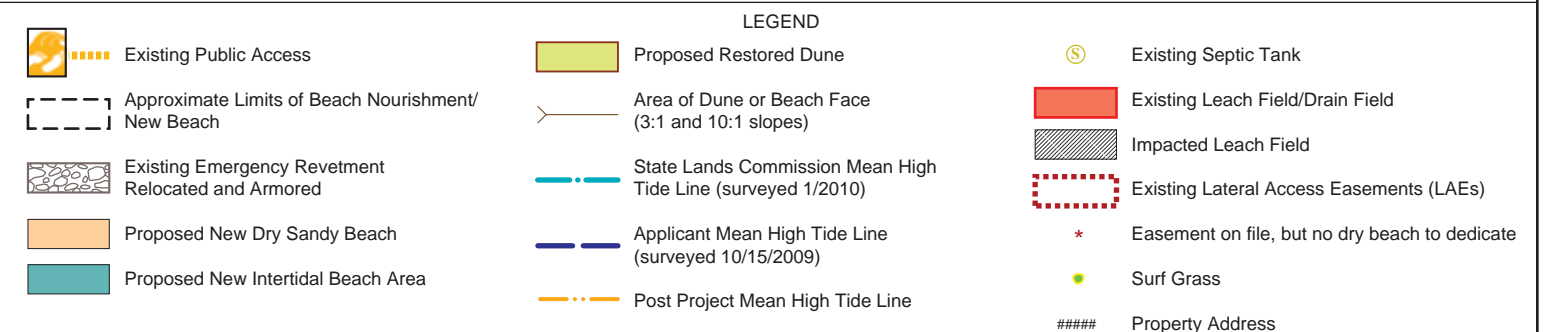 LEGEND
Existing Public Access
Approximate Limits of Beach Nourishment/
New Beach
Existing Emergency Revetment
Relocated and Armored
Proposed New Dry Sandy Beach
Proposed New Intertidal Beach Area
Proposed Restored Dune
Area of Dune or Beach Face
(3:1 and 10:1 slopes)
State Lands Commission Mean High
Tide Line (surveyed 1/2010)
Applicant Mean High Tide Line
(surveyed 10/15/2009)
Post Project Mean High Tide Line
S Existing Septic Tank
Existing Leach Field/Drain Field
Impacted Leach Field
Existing Lateral Access Easements (LAEs)
* Easement on file, but no dry beach to dedicate
Surf Grass
##### Property Address